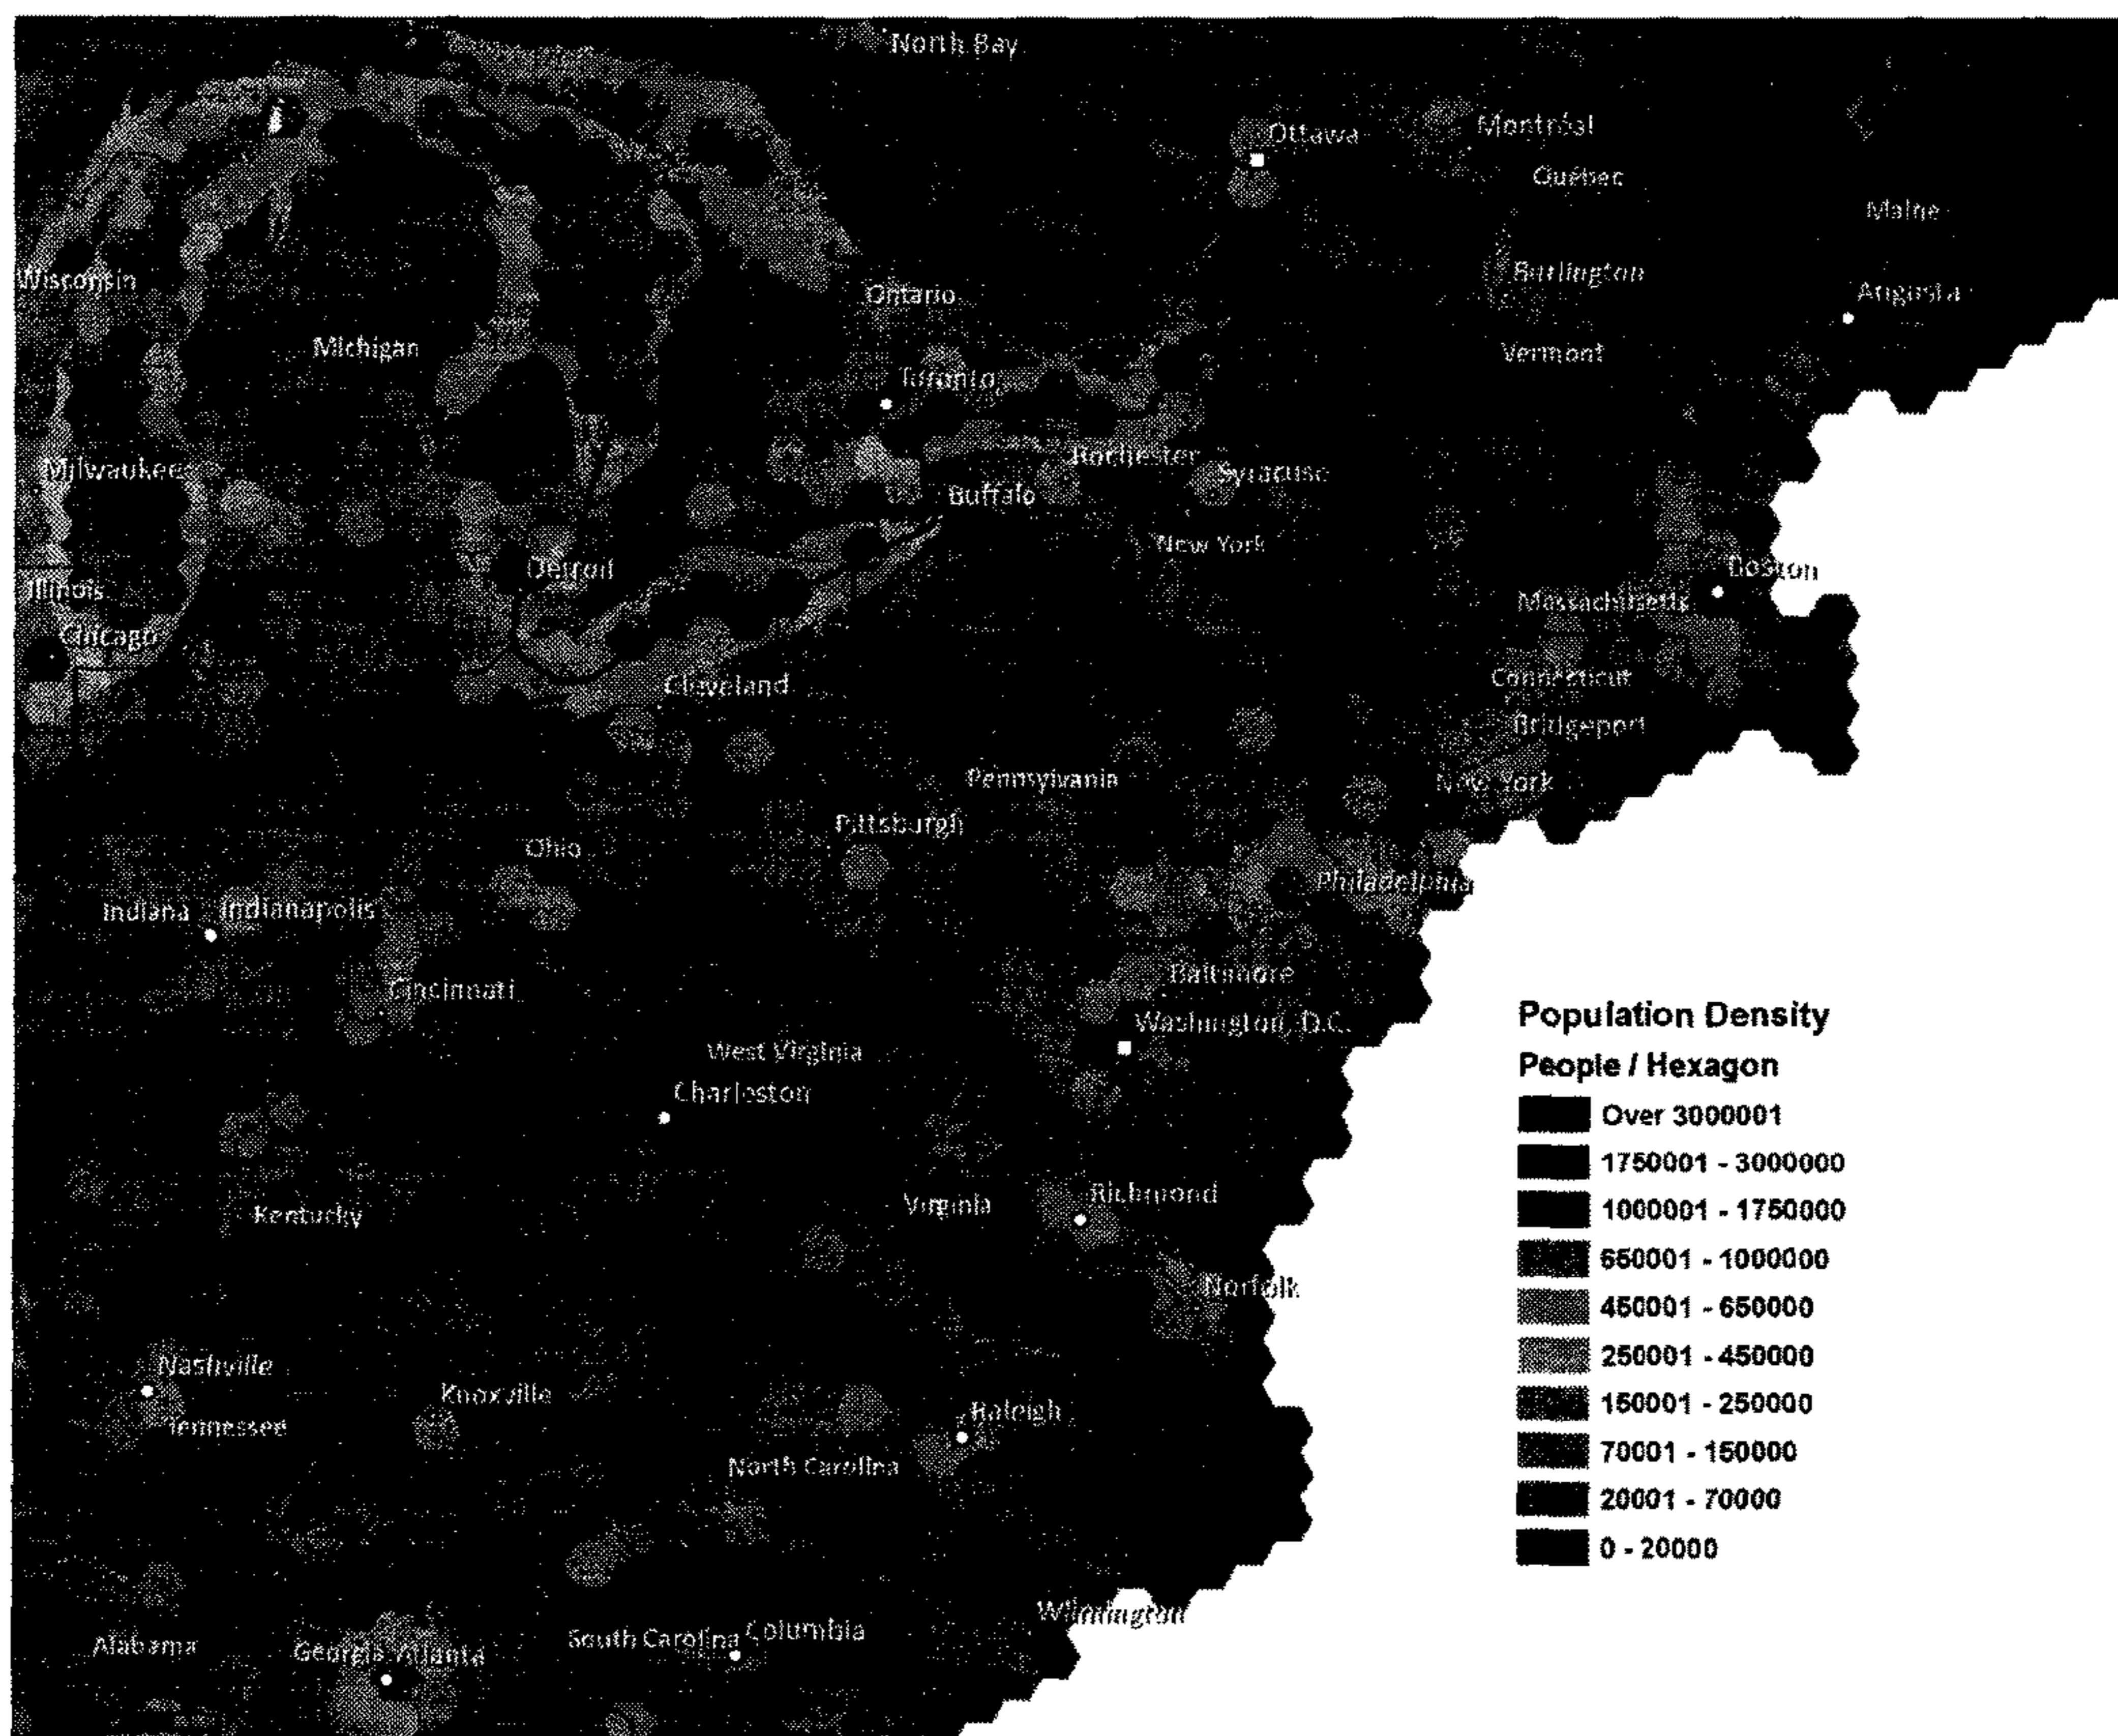 North Bay
Ottawa
Montréal
Québec
Maine
Wisconsin
Burlington
Ontario
Augusta
Michigan
Vermont
Toronto
Milwaukee
Rochester
Syracuse
Buffalo
New York
Detroit
Boston
Illinois
Massachusetts
Chicago
Cleveland
Connecticut
Bridgeport
Pennsylvania
New York
Pittsburgh
Ohio
Philadelphia
Indiana
Indianapolis
Baltimore
Cincinnati
Washington, D.C.
West Virginia
Charleston
Virginia
Richmond
Kentucky
Norfolk
Nashville
Knoxville
Tennessee
Raleigh
North Carolina
Wilmington
Alabama
Georgia
Atlanta
South Carolina
Columbia
Population Density
People / Hexagon
Over 3000001
1750001 - 3000000
1000001 - 1750000
650001 - 1000000
450001 - 650000
250001 - 450000
150001 - 250000
70001 - 150000
20001 - 70000
0 - 20000